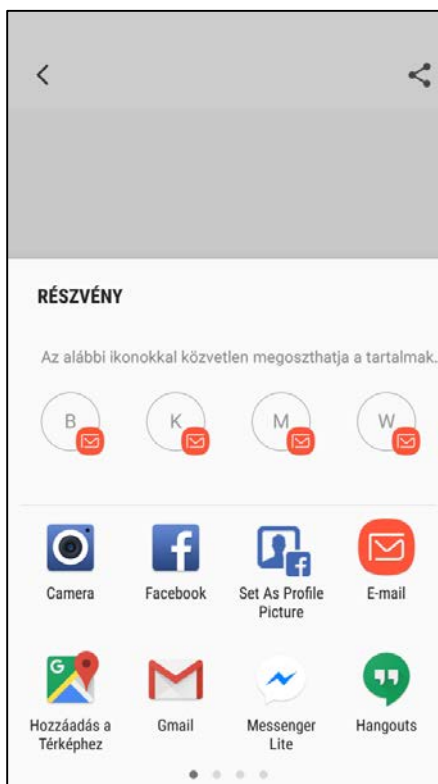 RÉSZVÉNY
Az alábbi ikonokkal közvetlen megoszthatja a tartalmak..
B K M W
Camera Facebook Set As Profile Picture E-mail
G
Hozzáadás a Térképhez Gmail Messenger Lite Hangouts